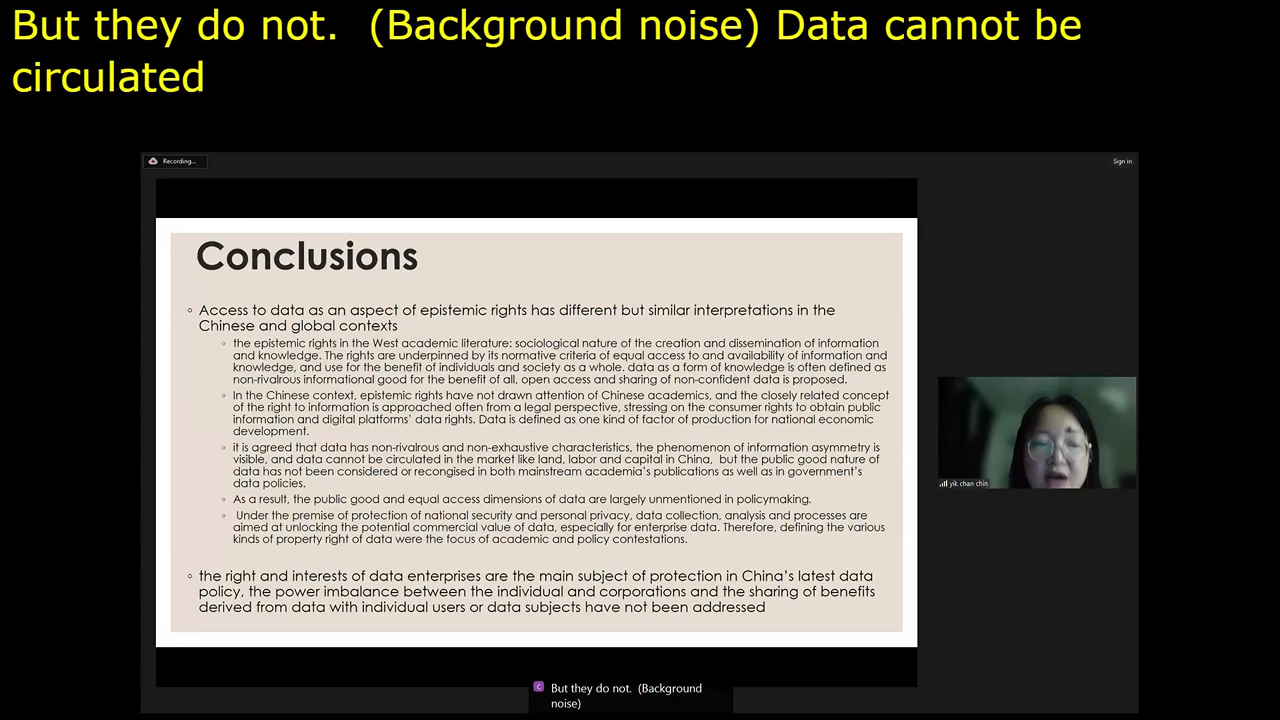 But they do not.  (Background noise) Data cannot be
circulated
Recording...
Sign in
Conclusions
◦ Access to data as an aspect of epistemic rights has different but similar interpretations in the
Chinese and global contexts
◦ the epistemic rights in the West academic literature: sociological nature of the creation and dissemination of information
and knowledge. The rights are underpinned by its normative criteria of equal access to and availability of information and
knowledge, and use for the benefit of individuals and society as a whole. data as a form of knowledge is often defined as
non-rivalrous informational good for the benefit of all, open access and sharing of non-confident data is proposed.
◦ In the Chinese context, epistemic rights have not drawn attention of Chinese academics, and the closely related concept
of the right to information is approached often from a legal perspective, stressing on the consumer rights to obtain public
information and digital platforms' data rights. Data is defined as one kind of factor of production for national economic
development.
◦ it is agreed that data has non-rivalrous and non-exhaustive characteristics, the phenomenon of information asymmetry is
visible, and data cannot be circulated in the market like land, labor and capital in China,  but the public good nature of
data has not been considered or recongised in both mainstream academia's publications as well as in government's
data policies.
◦ As a result, the public good and equal access dimensions of data are largely unmentioned in policymaking.
◦ Under the premise of protection of national security and personal privacy, data collection, analysis and processes are
aimed at unlocking the potential commercial value of data, especially for enterprise data. Therefore, defining the various
kinds of property right of data were the focus of academic and policy contestations.
◦ the right and interests of data enterprises are the main subject of protection in China's latest data
policy, the power imbalance between the individual and corporations and the sharing of benefits
derived from data with individual users or data subjects have not been addressed
yik chan chin
C
But they do not.  (Background
noise)